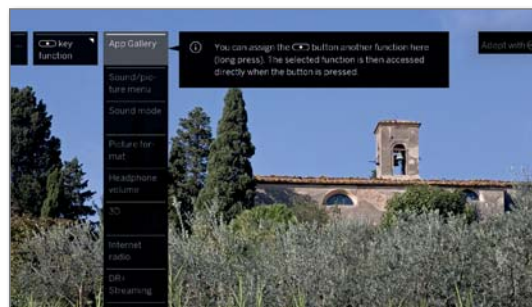 key
function
App Gallery
You can assign the button another function here
(long press). The selected function is then accessed
directly when the button is pressed.
Adopt with
Sound/pic-
ture menu
Sound mode
Picture for-
mat
Headphone
volume
3D
Internet
radio
DR+
Streaming